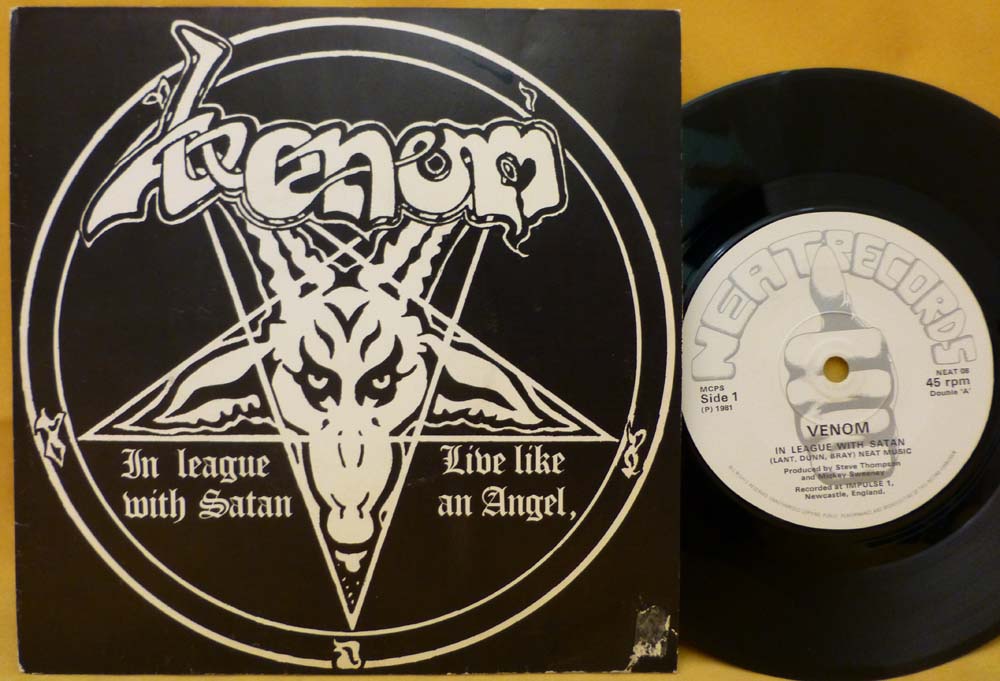 Venom
In league
with Satan
Live like
an Angel,
NEAT RECORDS
MCPS
Side 1
(P) 1981
NEAT 08
45 rpm
Double 'A'
VENOM
IN LEAGUE WITH SATAN
(LANT, DUNN, BRAY) NEAT MUSIC
Produced by Steve Thompson
and Mickey Sweeney
Recorded at IMPULSE 1,
Newcastle, England.